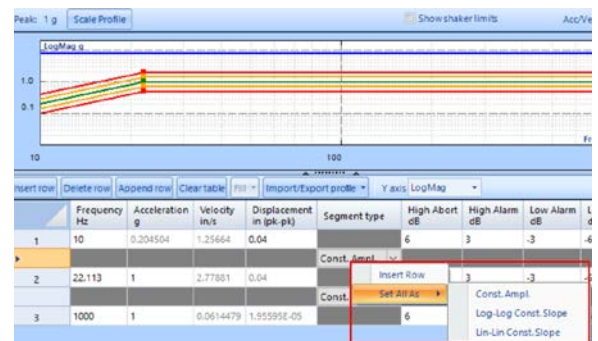 Peak: 1 g Scale Profile Show shaker limits Acc/Ve
LogMag g
1.0
0.1
Fr
10 100
nsert row Delete row Append row Clear table Fill Import/Export profile Y axis LogMag
Frequency Hz Acceleration g Velocity in/s Displacement in (pk-pk) Segment type High Abort dB High Alarm dB Low Alarm dB L
1 10 0.204504 1.25664 0.04 6 3 -3 -6
Const. Ampl.
2 22.113 1 2.77881 0.04 3 -3
Const.
3 1000 1 0.0614479 1.95595E-05 6
Insert Row
Set All As
Const.Ampl.
Log-Log Const.Slope
Lin-Lin Const.Slope